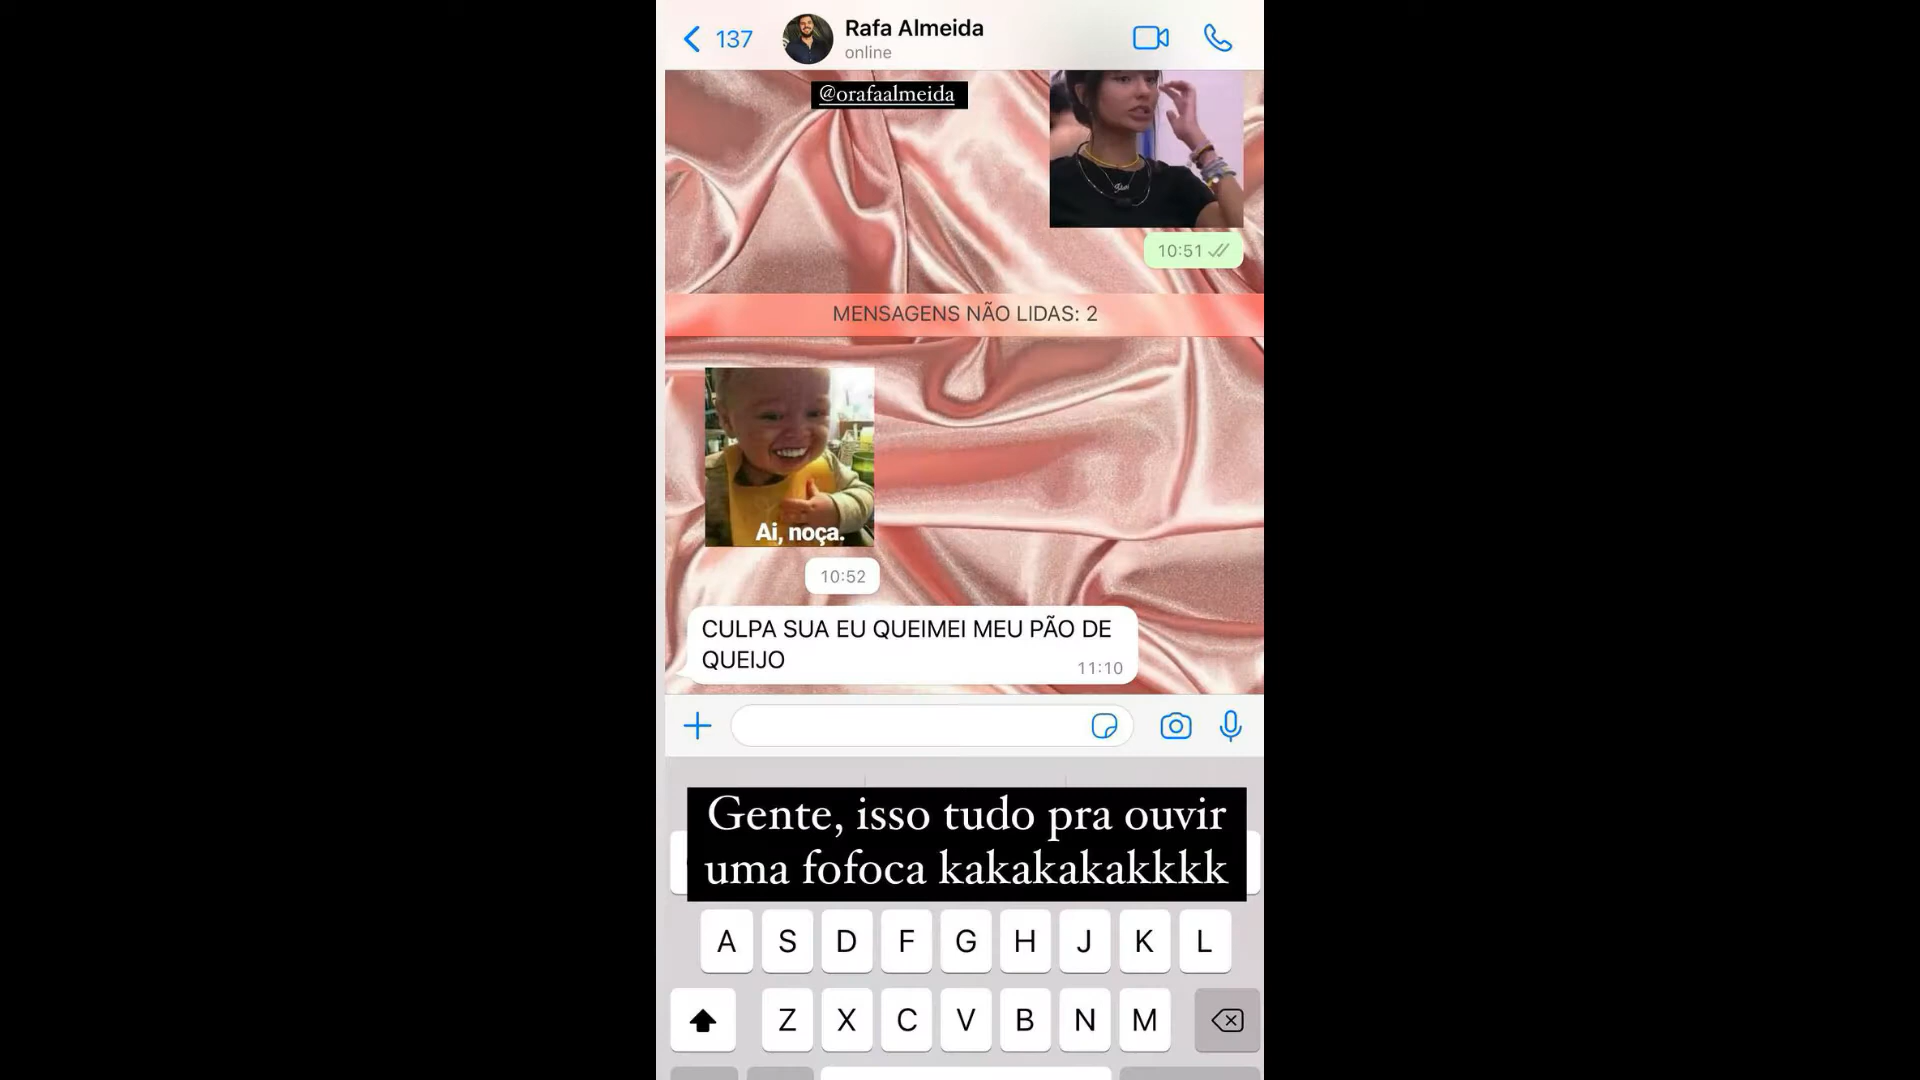 137
Rafa Almeida
online
@orafaalmeida
10:51
MENSAGENS NÃO LIDAS: 2
Ai, noça.
10:52
CULPA SUA EU QUEIMEI MEU PÃO DE
QUEIJO
11:10
Gente, isso tudo pra ouvir
uma fofoca kakakakakkkk
A S D F G H J K L
Z X C V B N M